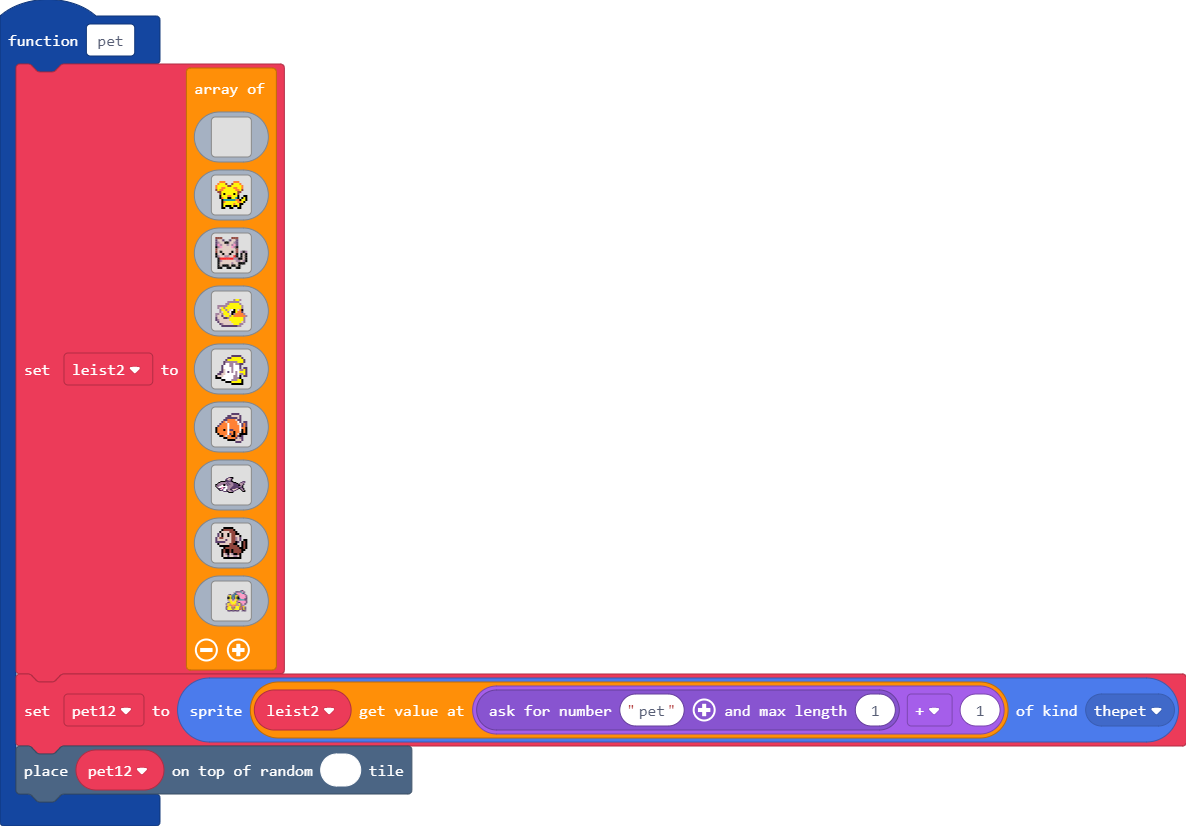 function pet
array of
set leist2 to
set pet12 to sprite leist2 get value at ask for number "pet" and max length 1 + 1 of kind thepet
place pet12 on top of random tile